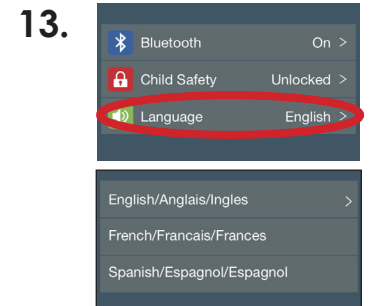 13.
Bluetooth On >
Child Safety Unlocked >
Language English >
English/Anglais/Ingles >
French/Francais/Frances
Spanish/Espagnol/Espagnol